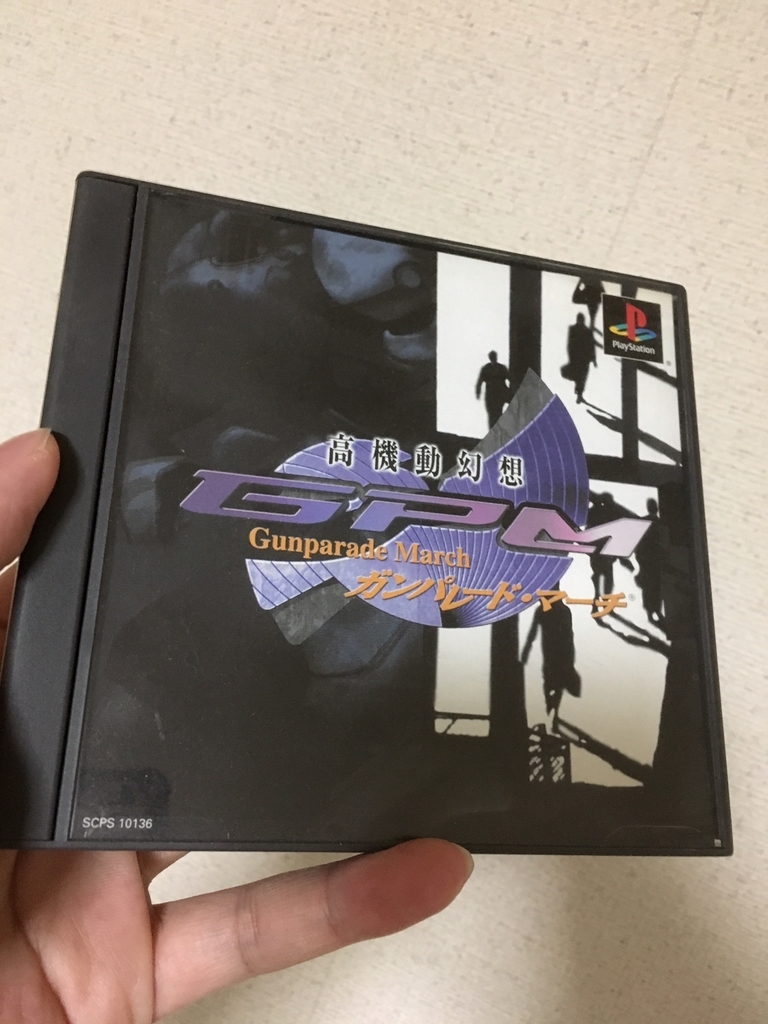 PlayStation
高機動幻想
G·P·M
Gunparade March
ガンパレード・マーチ
SCPS 10136